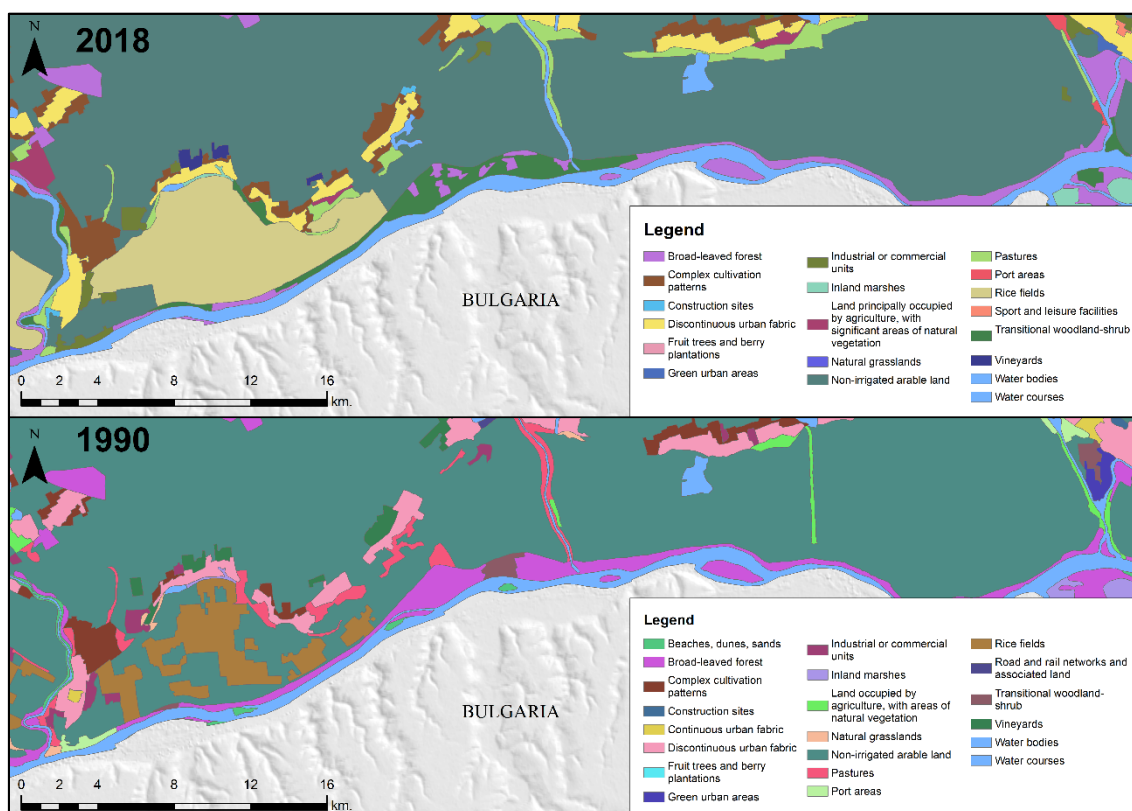 N
2018
BULGARIA
Legend
Broad-leaved forest
Complex cultivation
patterns
Construction sites
Discontinuous urban fabric
Fruit trees and berry
plantations
Green urban areas
Industrial or commercial
units
Inland marshes
Land principally occupied
by agriculture, with
significant areas of natural
vegetation
Natural grasslands
Non-irrigated arable land
Pastures
Port areas
Rice fields
Sport and leisure facilities
Transitional woodland-shrub
Vineyards
Water bodies
Water courses
0 2 4 8 12 16
km.
N
1990
BULGARIA
Legend
Beaches, dunes, sands
Broad-leaved forest
Complex cultivation
patterns
Construction sites
Continuous urban fabric
Discontinuous urban fabric
Fruit trees and berry
plantations
Green urban areas
Industrial or commercial
units
Inland marshes
Land occupied by
agriculture, with areas of
natural vegetation
Natural grasslands
Non-irrigated arable land
Pastures
Port areas
Rice fields
Road and rail networks and
associated land
Transitional woodland-
shrub
Vineyards
Water bodies
Water courses
0 2 4 8 12 16
km.